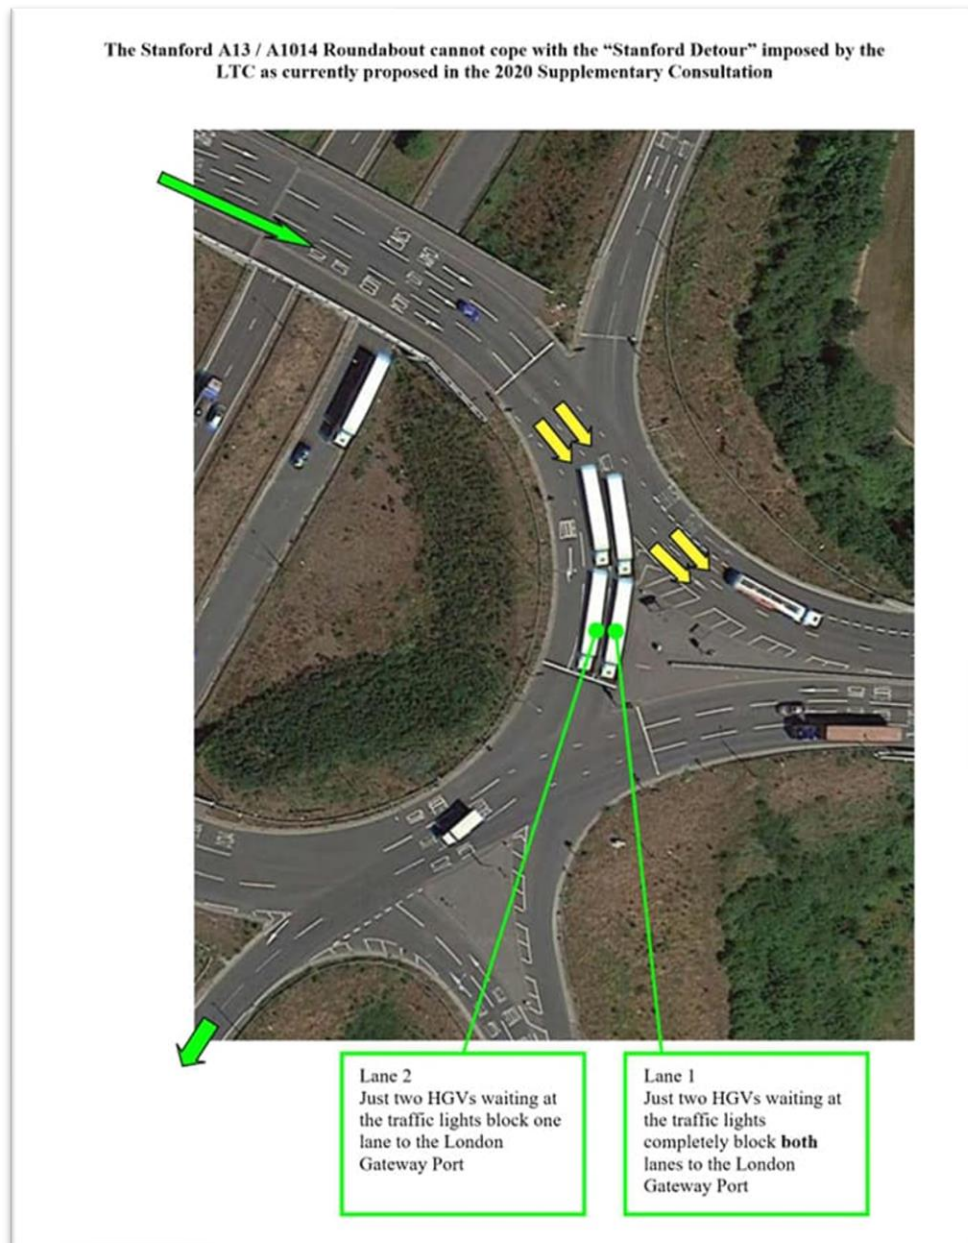 The Stanford A13 / A1014 Roundabout cannot cope with the “Stanford Detour” imposed by the
LTC as currently proposed in the 2020 Supplementary Consultation
Lane 2
Just two HGVs waiting at
the traffic lights block one
lane to the London
Gateway Port
Lane 1
Just two HGVs waiting at
the traffic lights
completely block both
lanes to the London
Gateway Port